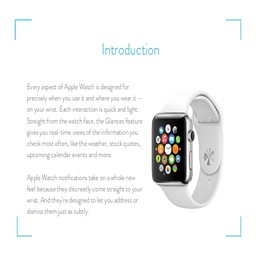 Introduction
Every aspect of Apple Watch is designed for
precisely when you use it and where you wear it —
on your wrist. Each interaction is quick and light.
Straight from the watch face, the Glances feature
gives you real-time views of the information you
check most often, like the weather, stock quotes,
upcoming calendar events and more.
Apple Watch notifications take on a whole new
feel because they discreetly come straight to your
wrist. And they're designed to let you address or
dismiss them just as subtly.